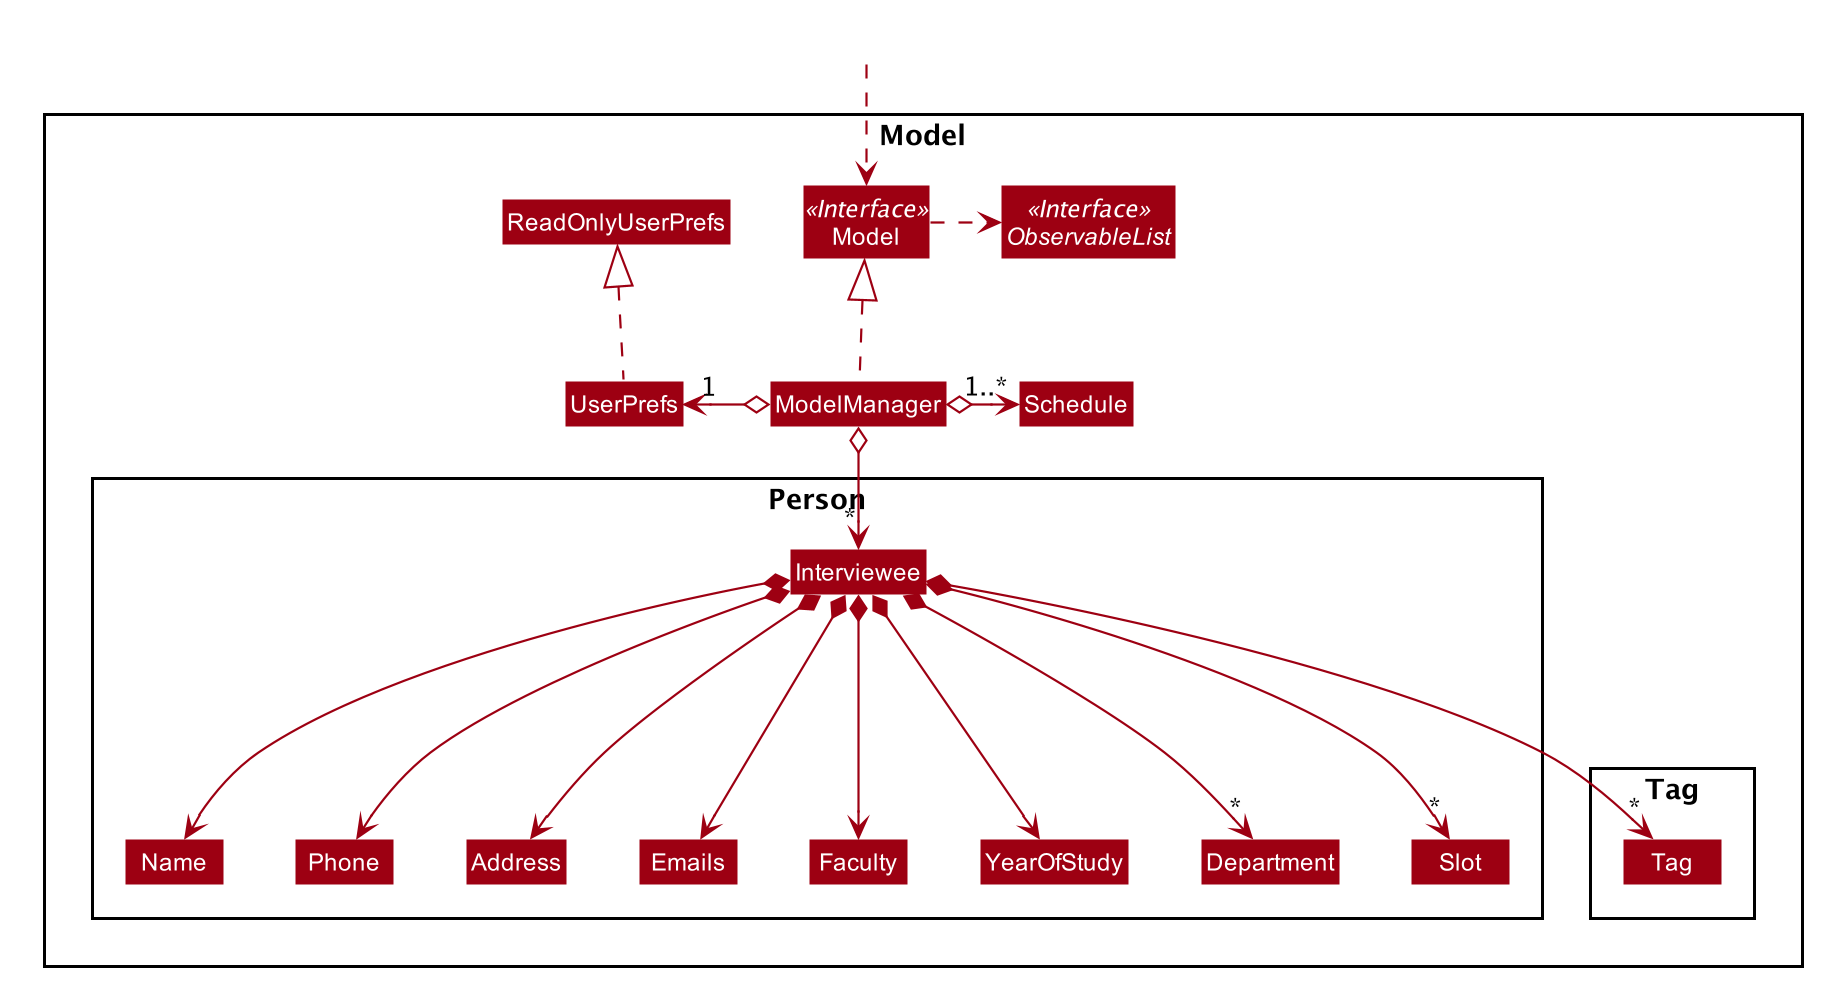 Model
«Interface»
Model
«Interface»
ObservableList
ReadOnlyUserPrefs
UserPrefs
1
ModelManager
1..*
Schedule
Person
*
Interviewee
*
*
*
Tag
Name
Phone
Address
Emails
Faculty
YearOfStudy
Department
Slot
Tag